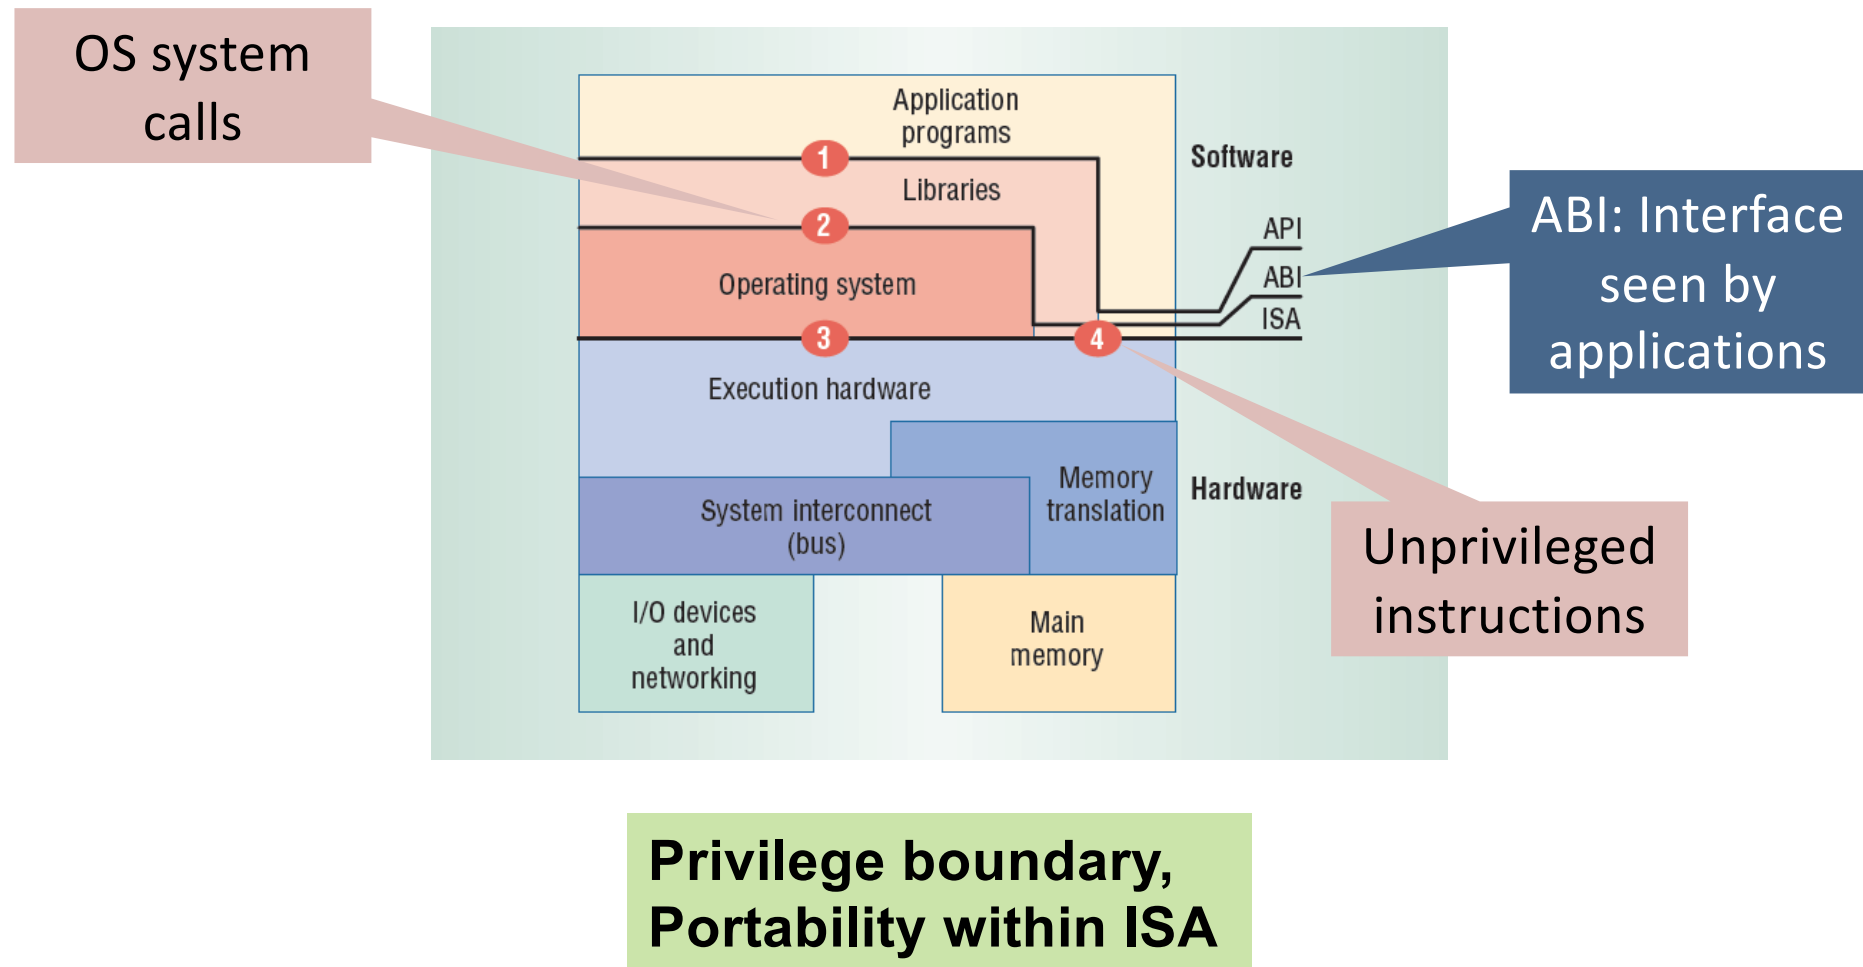 OS system
calls
Application
programs
1
Software
Libraries
2
API
ABI: Interface
seen by
applications
Operating system
ABI
ISA
3
4
Execution hardware
Memory
translation
Hardware
System interconnect
(bus)
Unprivileged
instructions
I/O devices
and
networking
Main
memory
Privilege boundary,
Portability within ISA